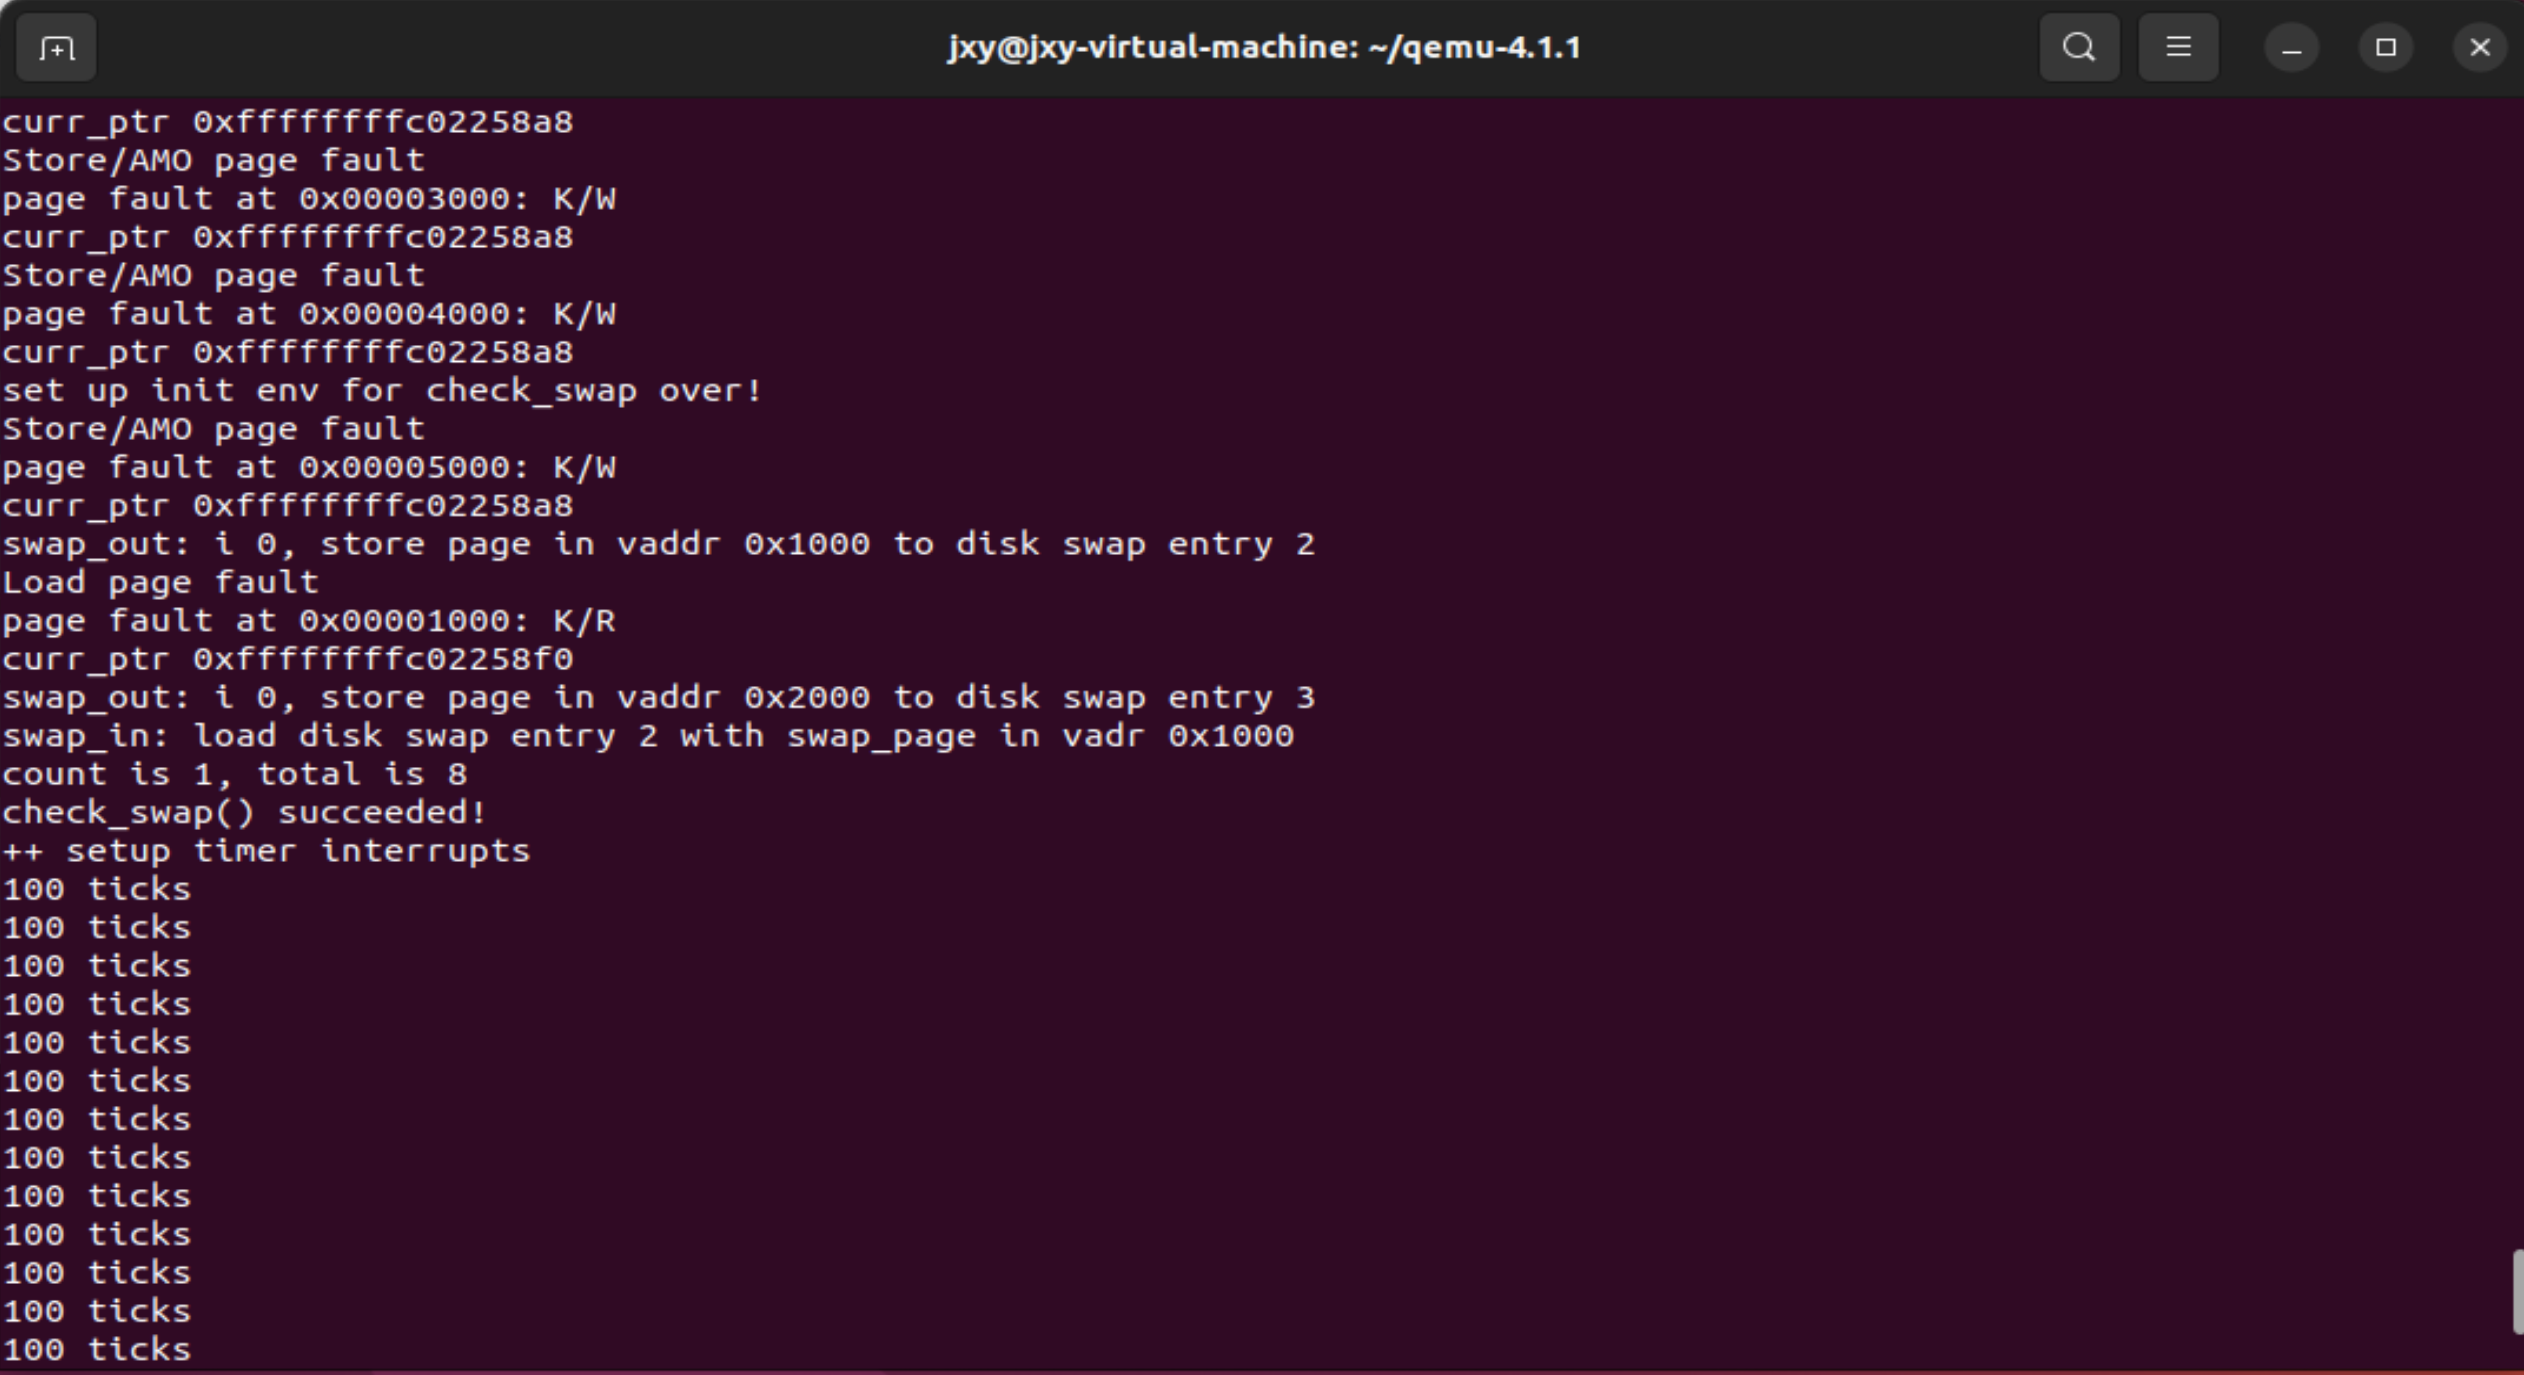 jxy@jxy-virtual-machine: ~/qemu-4.1.1
curr_ptr 0xffffffffc02258a8
Store/AMO page fault
page fault at 0x00003000: K/W
curr_ptr 0xffffffffc02258a8
Store/AMO page fault
page fault at 0x00004000: K/W
curr_ptr 0xffffffffc02258a8
set up init env for check_swap over!
Store/AMO page fault
page fault at 0x00005000: K/W
curr_ptr 0xffffffffc02258a8
swap_out: i 0, store page in vaddr 0x1000 to disk swap entry 2
Load page fault
page fault at 0x00001000: K/R
curr_ptr 0xffffffffc02258f0
swap_out: i 0, store page in vaddr 0x2000 to disk swap entry 3
swap_in: load disk swap entry 2 with swap_page in vadr 0x1000
count is 1, total is 8
check_swap() succeeded!
++ setup timer interrupts
100 ticks
100 ticks
100 ticks
100 ticks
100 ticks
100 ticks
100 ticks
100 ticks
100 ticks
100 ticks
100 ticks
100 ticks
100 ticks